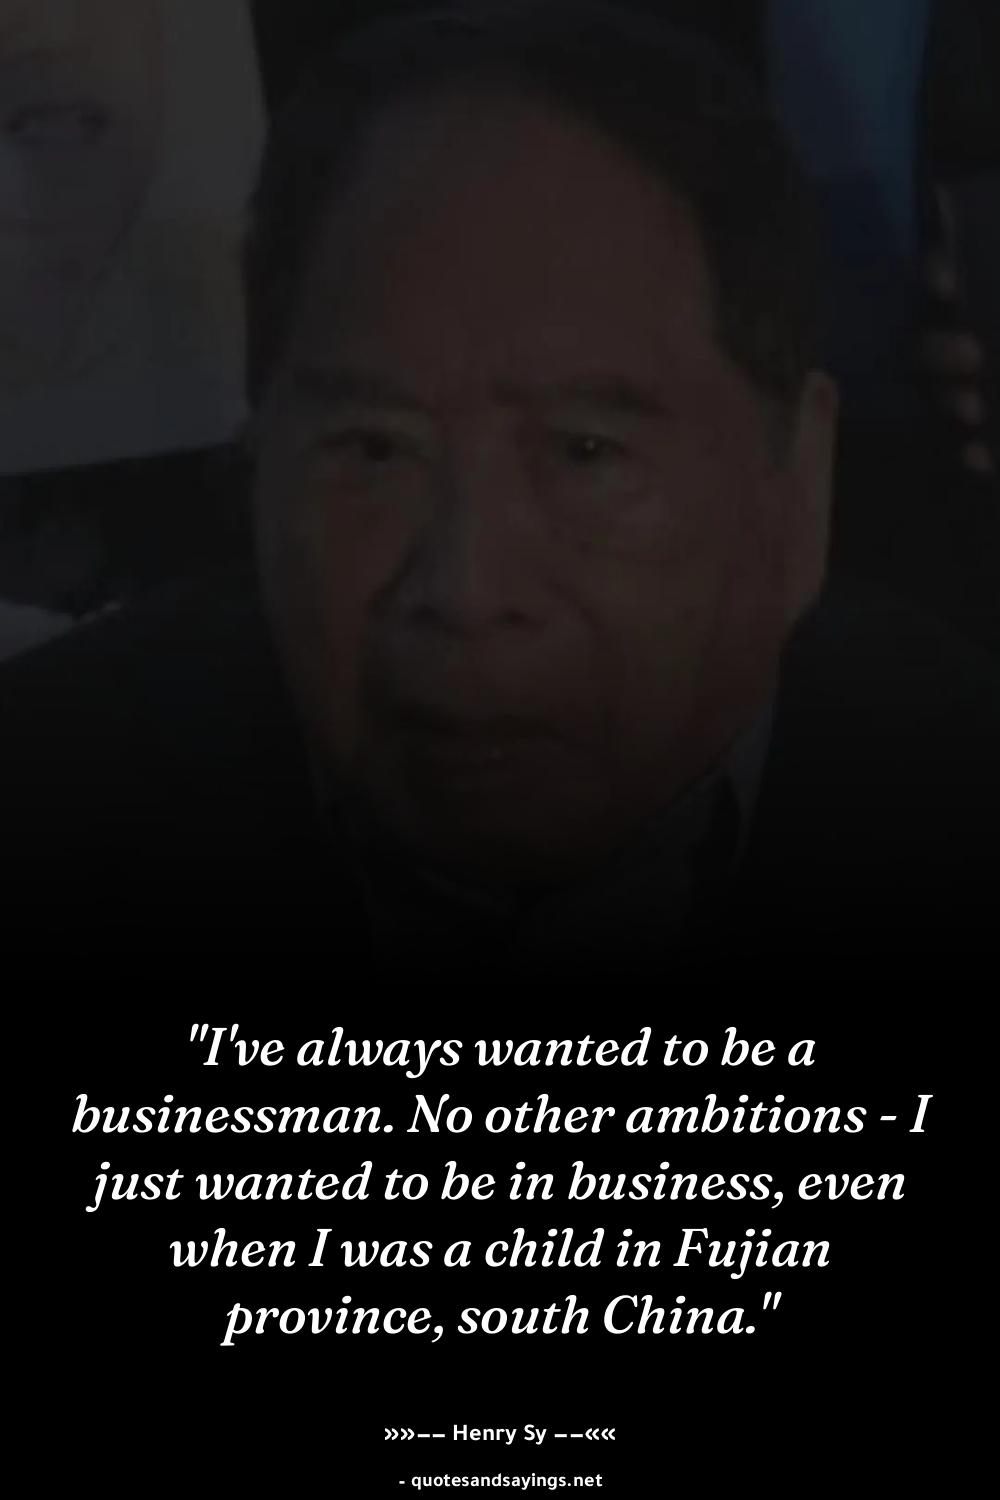 "I've always wanted to be a
businessman. No other ambitions - I
just wanted to be in business, even
when I was a child in Fujian
province, south China."
»»–– Henry Sy ––««
- quotesandsayings.net